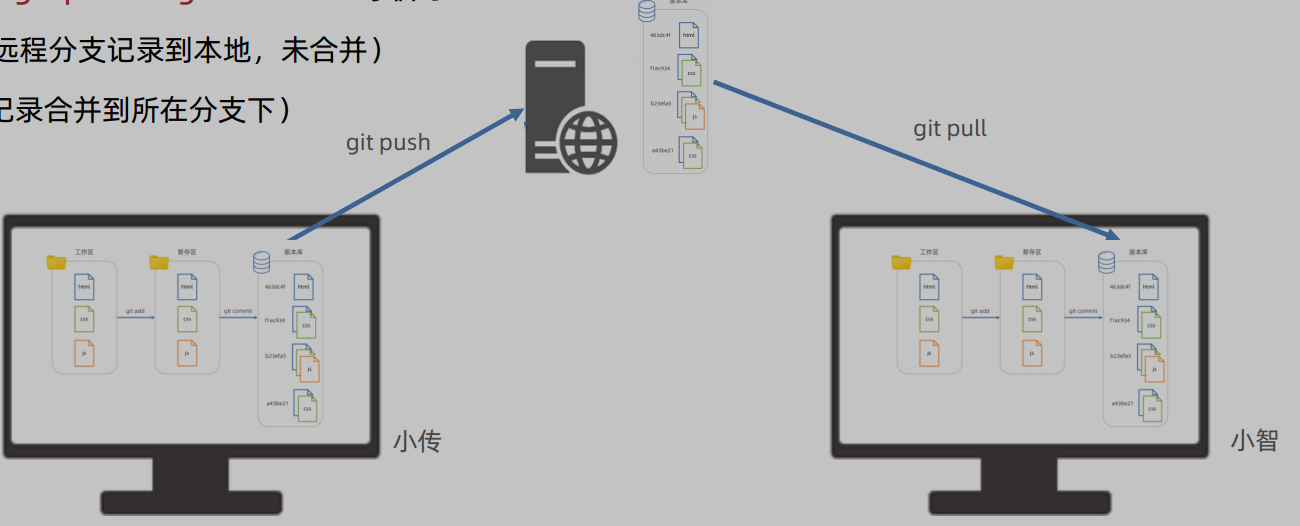 远程分支记录到本地，未合并）
记录合并到所在分支下）
git push
git pull
463dc4f
html
f1ec934
css
b23efa5
js
a43be21
css
工作区
html
css
js
git add
暂存区
html
css
js
git commit
版本库
463dc4f
html
f1ec934
css
b23efa5
js
a43be21
css
小传
工作区
html
css
js
git add
暂存区
html
css
js
git commit
版本库
463dc4f
html
f1ec934
css
b23efa5
js
a43be21
css
小智